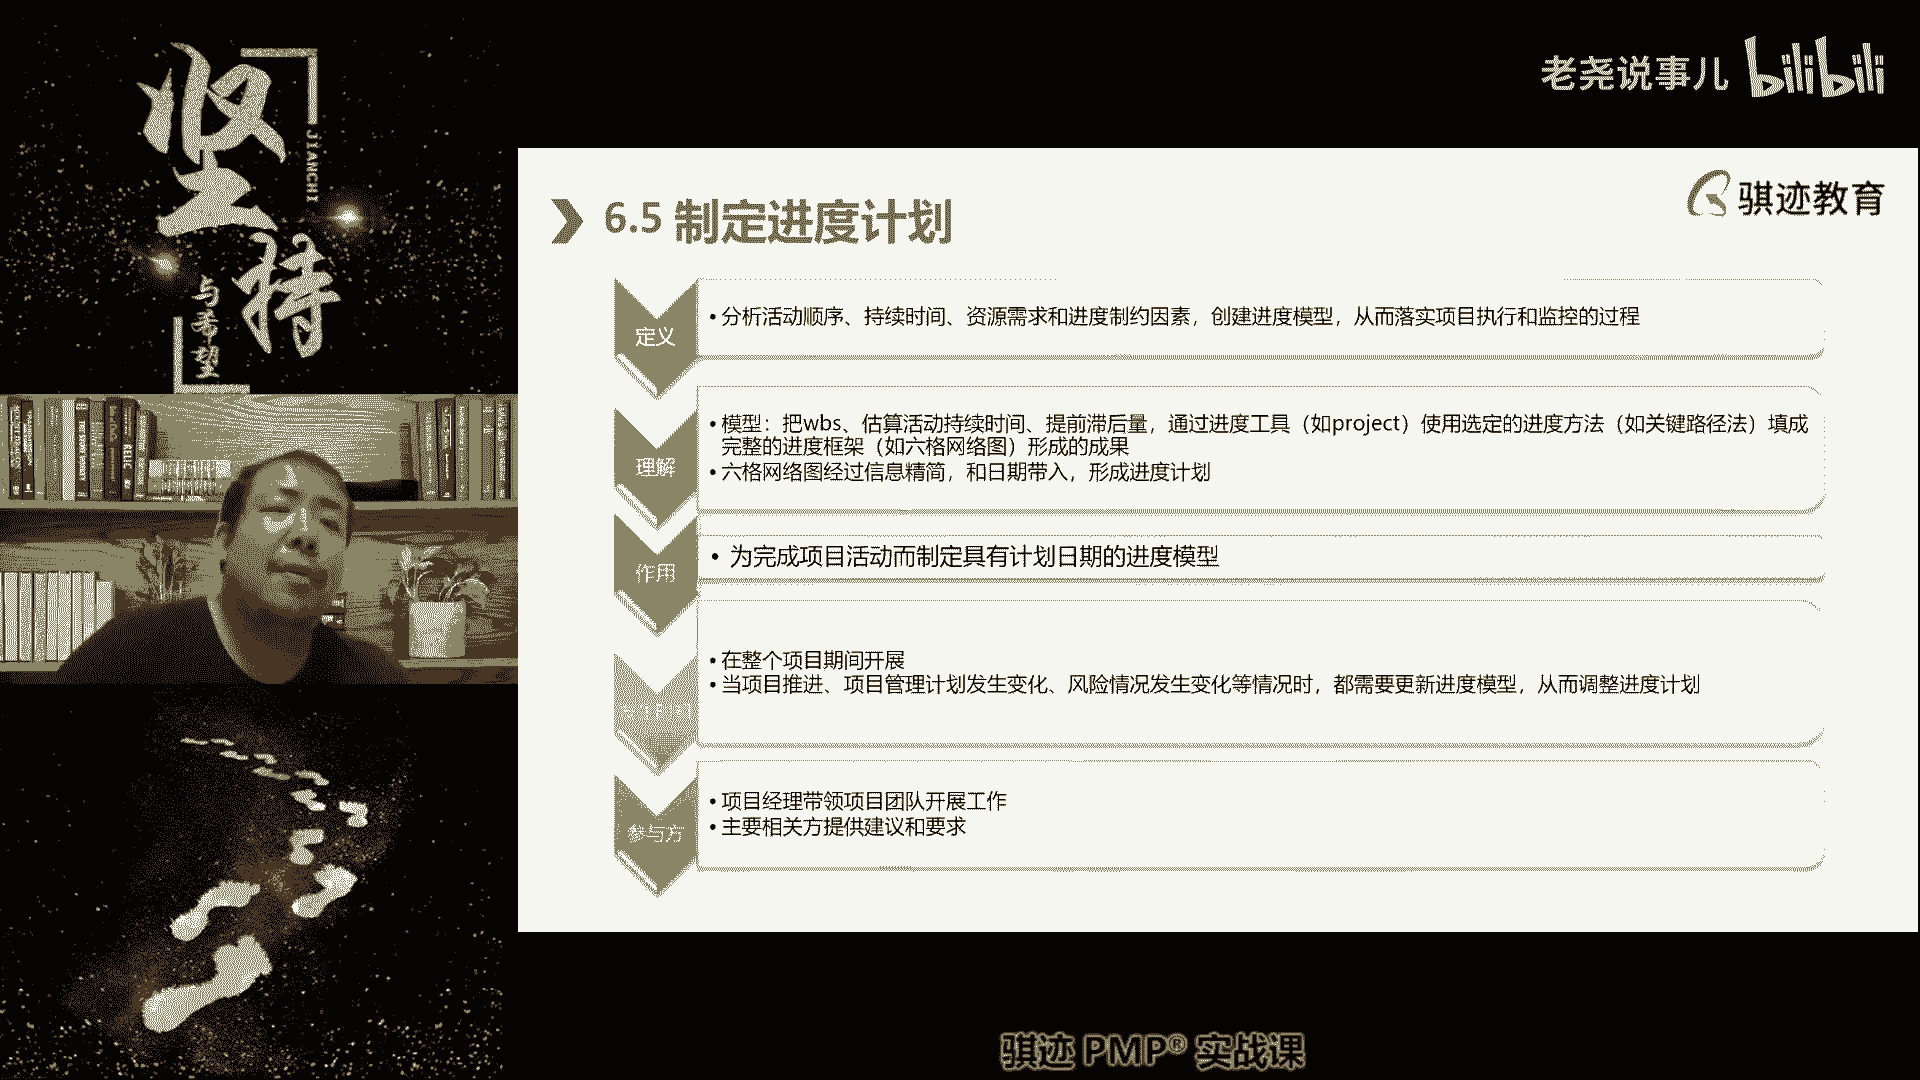 坚持
JIANCHI
与希望
老尧说事儿 bilibili
骐迹教育
6.5 制定进度计划
定义
• 分析活动顺序、持续时间、资源需求和进度制约因素，创建进度模型，从而落实项目执行和监控的过程
理解
• 模型：把wbs、估算活动持续时间、提前滞后量，通过进度工具（如project）使用选定的进度方法（如关键路径法）填成
完整的进度框架（如六格网络图）形成的成果
• 六格网络图经过信息精简，和日期带入，形成进度计划
作用
• 为完成项目活动而制定具有计划日期的进度模型
• 在整个项目期间开展
• 当项目推进、项目管理计划发生变化、风险情况发生变化等情况时，都需要更新进度模型，从而调整进度计划
参与方
• 项目经理带领项目团队开展工作
• 主要相关方提供建议和要求
骐迹 PMP® 实战课